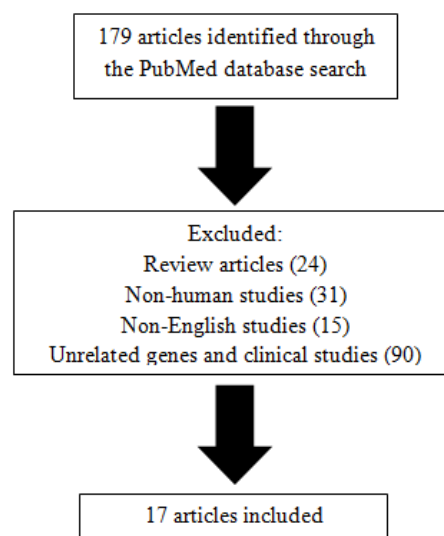 179 articles identified through
the PubMed database search
Excluded:
Review articles (24)
Non-human studies (31)
Non-English studies (15)
Unrelated genes and clinical studies (90)
17 articles included